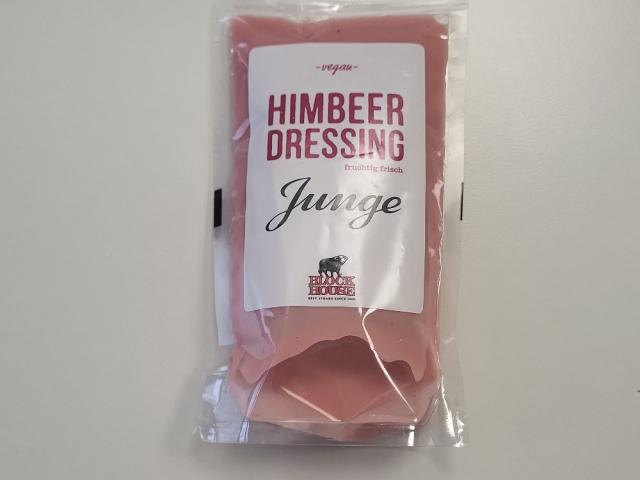 -vegan-
HIMBEER
DRESSING
fruchtig frisch
Junge
BLOCK
HOUSE
BEST STEAKS SINCE 1968